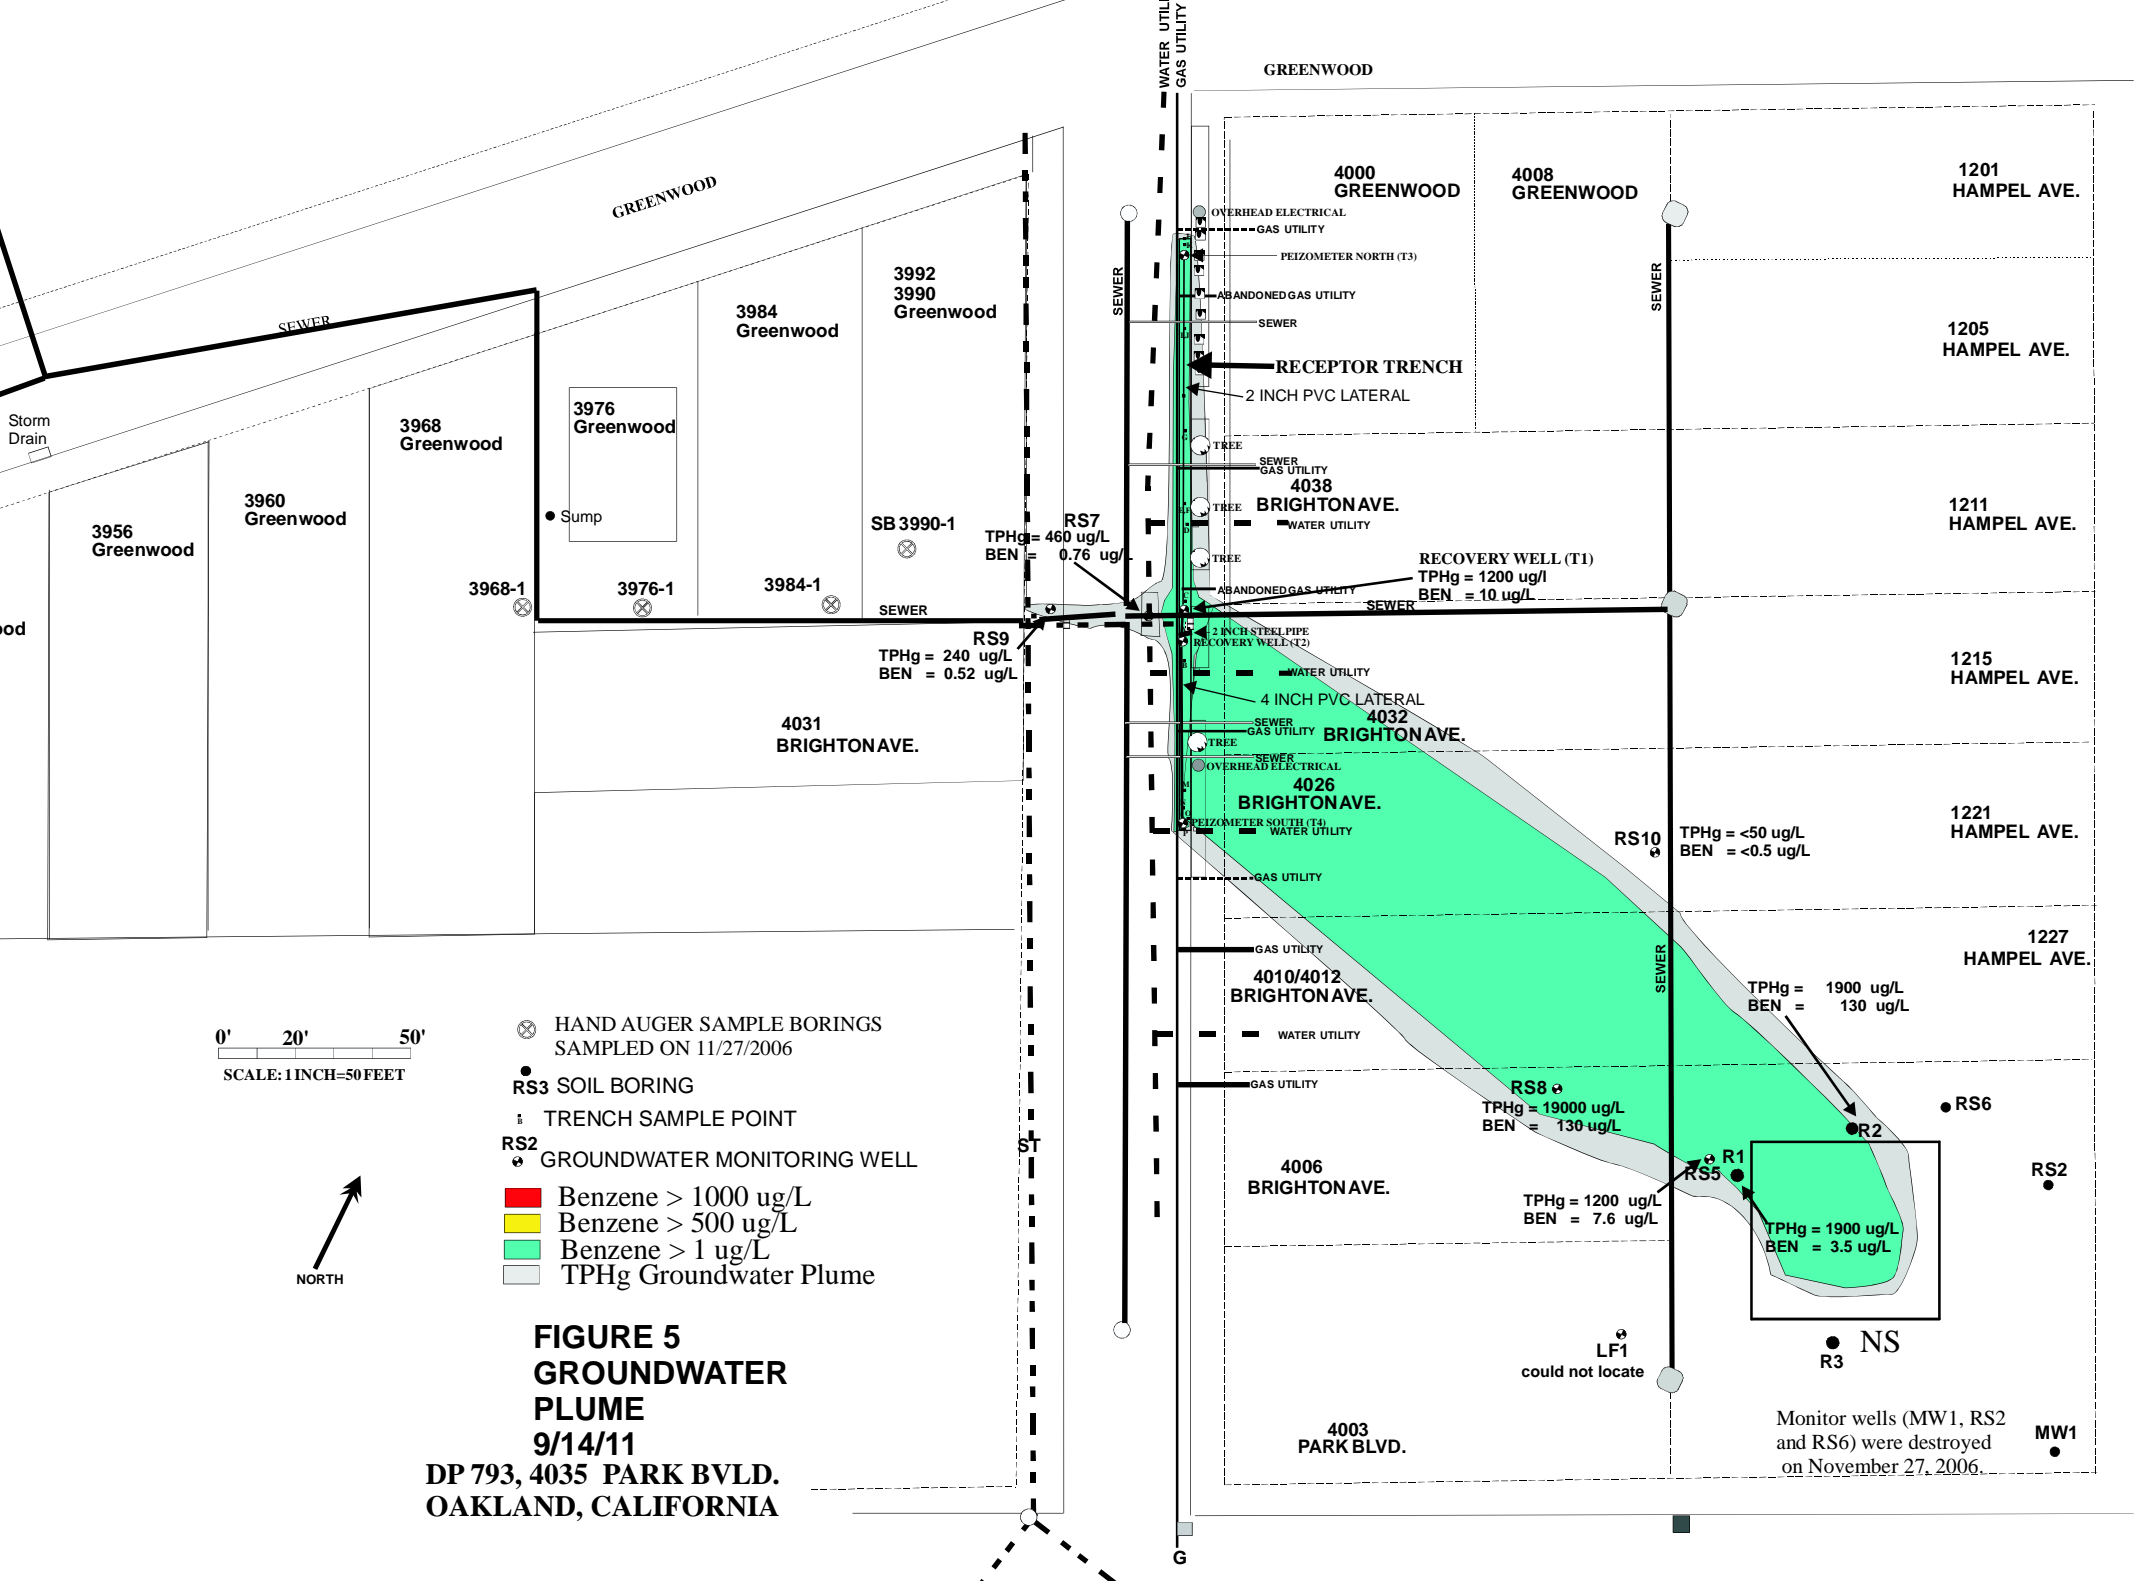 WATER UTILI
GAS UTILITY
GREENWOOD
GREENWOOD
4000
GREENWOOD
4008
GREENWOOD
1201
HAMPEL AVE.
OVERHEAD ELECTRICAL
GAS UTILITY
PEIZOMETER NORTH (T3)
SEWER
SEWER
3992
3990
Greenwood
3984
Greenwood
SEWER
ABANDONED GAS UTILITY
SEWER
1205
HAMPEL AVE.
RECEPTOR TRENCH
2 INCH PVC LATERAL
Storm
Drain
3968
Greenwood
3976
Greenwood
TREE
SEWER
GAS UTILITY
4038
BRIGHTON AVE.
TREE
WATER UTILITY
1211
HAMPEL AVE.
3956
Greenwood
3960
Greenwood
Sump
SB 3990-1
RS7
TPHg = 460 ug/L
BEN = 0.76 ug/L
TREE
RECOVERY WELL (T1)
TPHg = 1200 ug/l
BEN = 10 ug/L
ABANDONED GAS UTILITY
SEWER
3968-1
3976-1
3984-1
SEWER
ood
RS9
TPHg = 240 ug/L
BEN = 0.52 ug/L
2 INCH STEEL PIPE
RECOVERY WELL (T2)
WATER UTILITY
1215
HAMPEL AVE.
4 INCH PVC LATERAL
4031
BRIGHTON AVE.
4032
BRIGHTON AVE.
SEWER
GAS UTILITY
TREE
SEWER
OVERHEAD ELECTRICAL
4026
BRIGHTON AVE.
PEIZOMETER SOUTH (T4)
WATER UTILITY
1221
HAMPEL AVE.
RS10
TPHg = <50 ug/L
BEN = <0.5 ug/L
GAS UTILITY
GAS UTILITY
1227
HAMPEL AVE.
SEWER
4010/4012
BRIGHTON AVE.
TPHg = 1900 ug/L
BEN = 130 ug/L
WATER UTILITY
GAS UTILITY
0' 20' 50'
SCALE: 1 INCH=50 FEET
NORTH
HAND AUGER SAMPLE BORINGS
SAMPLED ON 11/27/2006
RS3 SOIL BORING
B TRENCH SAMPLE POINT
RS2
GROUNDWATER MONITORING WELL
Benzene > 1000 ug/L
Benzene > 500 ug/L
Benzene > 1 ug/L
TPHg Groundwater Plume
ST
RS8
TPHg = 19000 ug/L
BEN = 130 ug/L
RS6
R2
R1
RS5
RS2
4006
BRIGHTON AVE.
TPHg = 1200 ug/L
BEN = 7.6 ug/L
TPHg = 1900 ug/L
BEN = 3.5 ug/L
LF1
could not locate
R3
NS
4003
PARK BLVD.
Monitor wells (MW1, RS2
and RS6) were destroyed
on November 27, 2006.
MW1
FIGURE 5
GROUNDWATER
PLUME
9/14/11
DP 793, 4035 PARK BVLD.
OAKLAND, CALIFORNIA
G